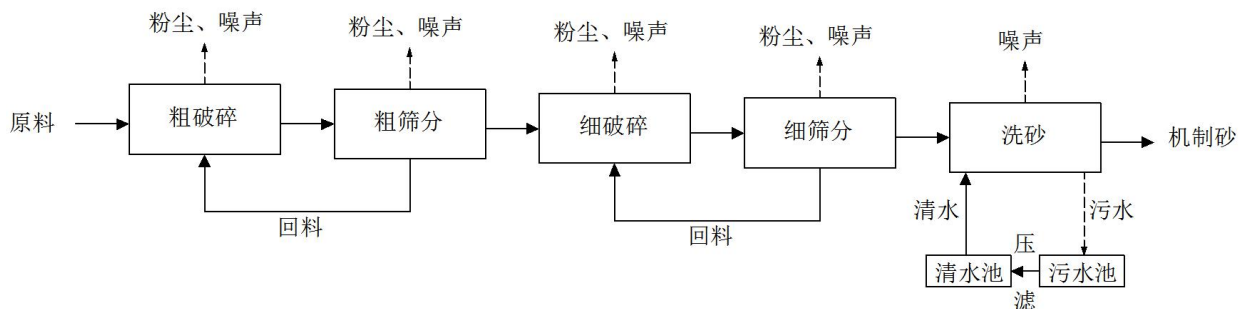 粉尘、噪声
粉尘、噪声
粉尘、噪声
粉尘、噪声
噪声
原料
粗破碎
粗筛分
细破碎
细筛分
洗砂
机制砂
回料
回料
清水
污水
清水池
压
滤
污水池